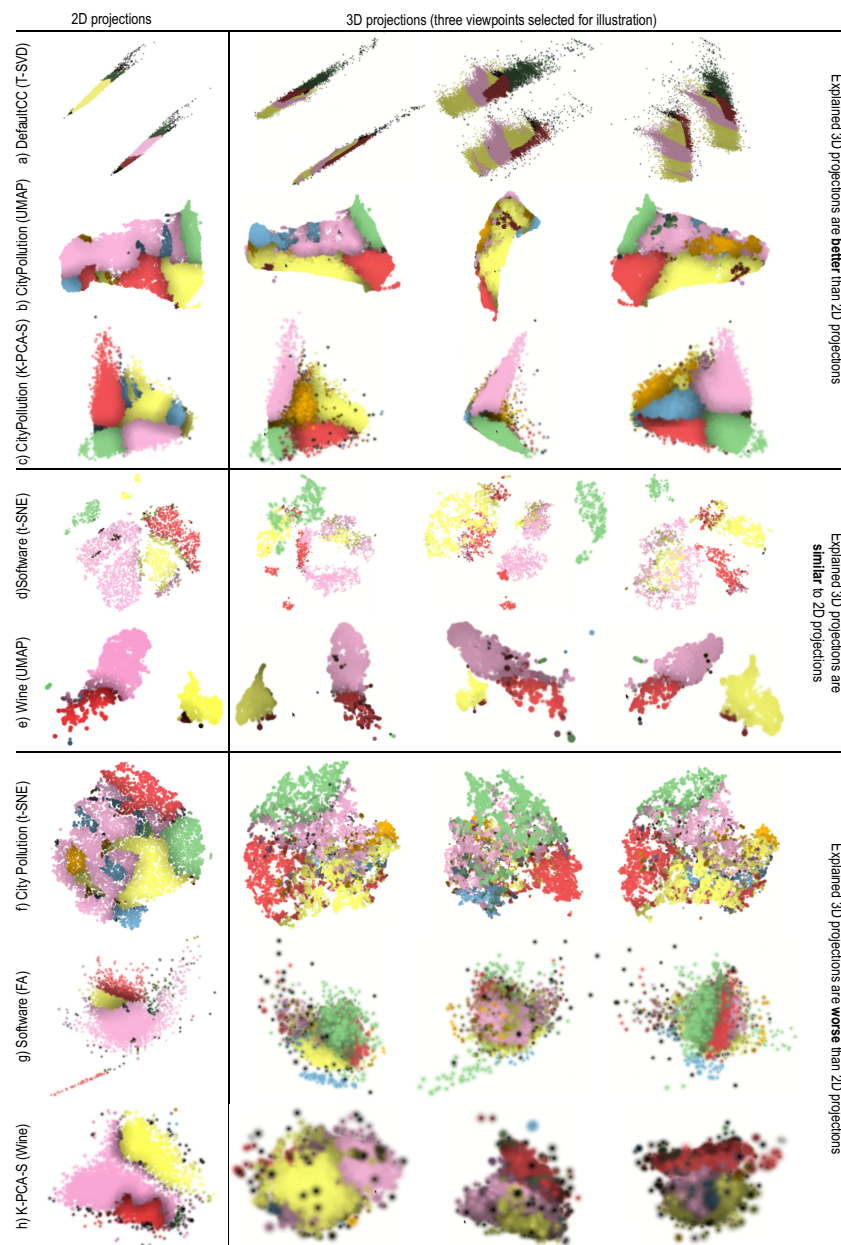 2D projections
3D projections (three viewpoints selected for illustration)
a) DefaultCC (T-SVD)
b) CityPollution (UMAP)
c) CityPollution (K-PCA-S)
Explained 3D projections are better than 2D projections
d)Software (t-SNE)
e) Wine (UMAP)
Explained 3D projections are
similar to 2D projections
f) City Pollution (t-SNE)
g) Software (FA)
h) K-PCA-S (Wine)
Explained 3D projections are worse than 2D projections